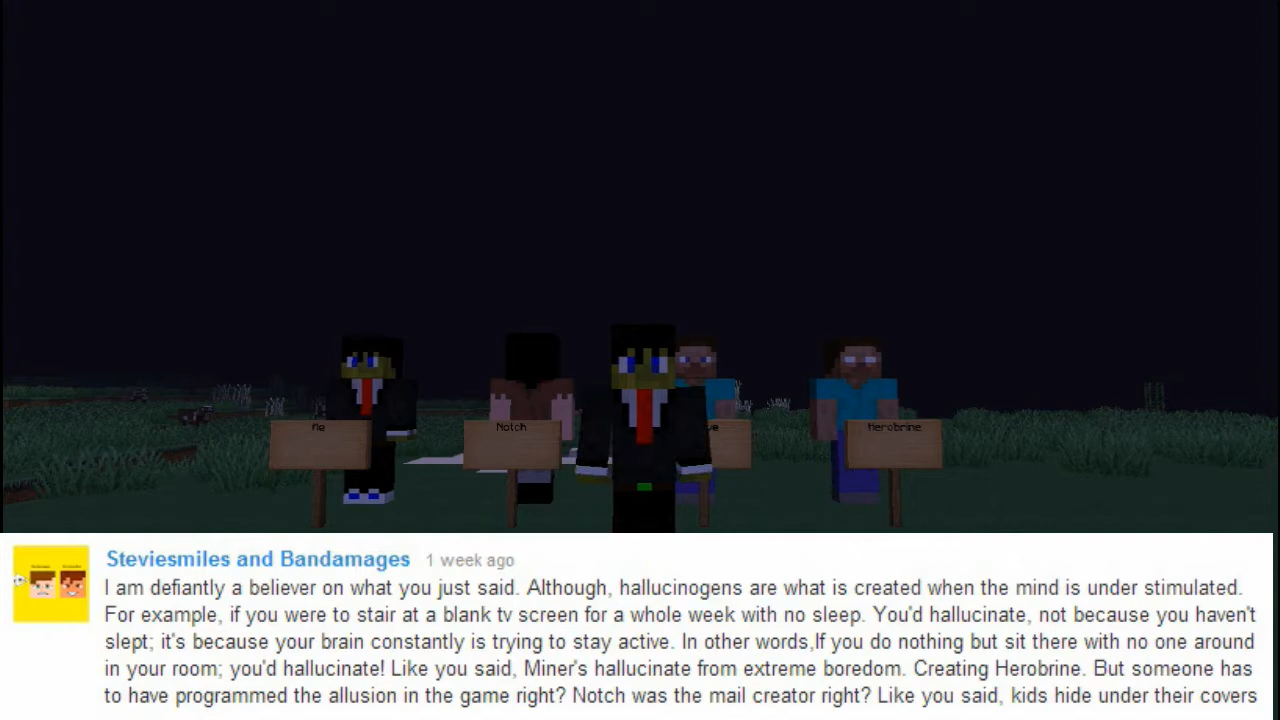 Me
Notch
ve
Herobrine
Steviesmiles and Bandamages 1 week ago
I am defiantly a believer on what you just said. Although, hallucinogens are what is created when the mind is under stimulated.
For example, if you were to stair at a blank tv screen for a whole week with no sleep. You'd hallucinate, not because you haven't
slept; it's because your brain constantly is trying to stay active. In other words,If you do nothing but sit there with no one around
in your room; you'd hallucinate! Like you said, Miner's hallucinate from extreme boredom. Creating Herobrine. But someone has
to have programmed the allusion in the game right? Notch was the mail creator right? Like you said, kids hide under their covers